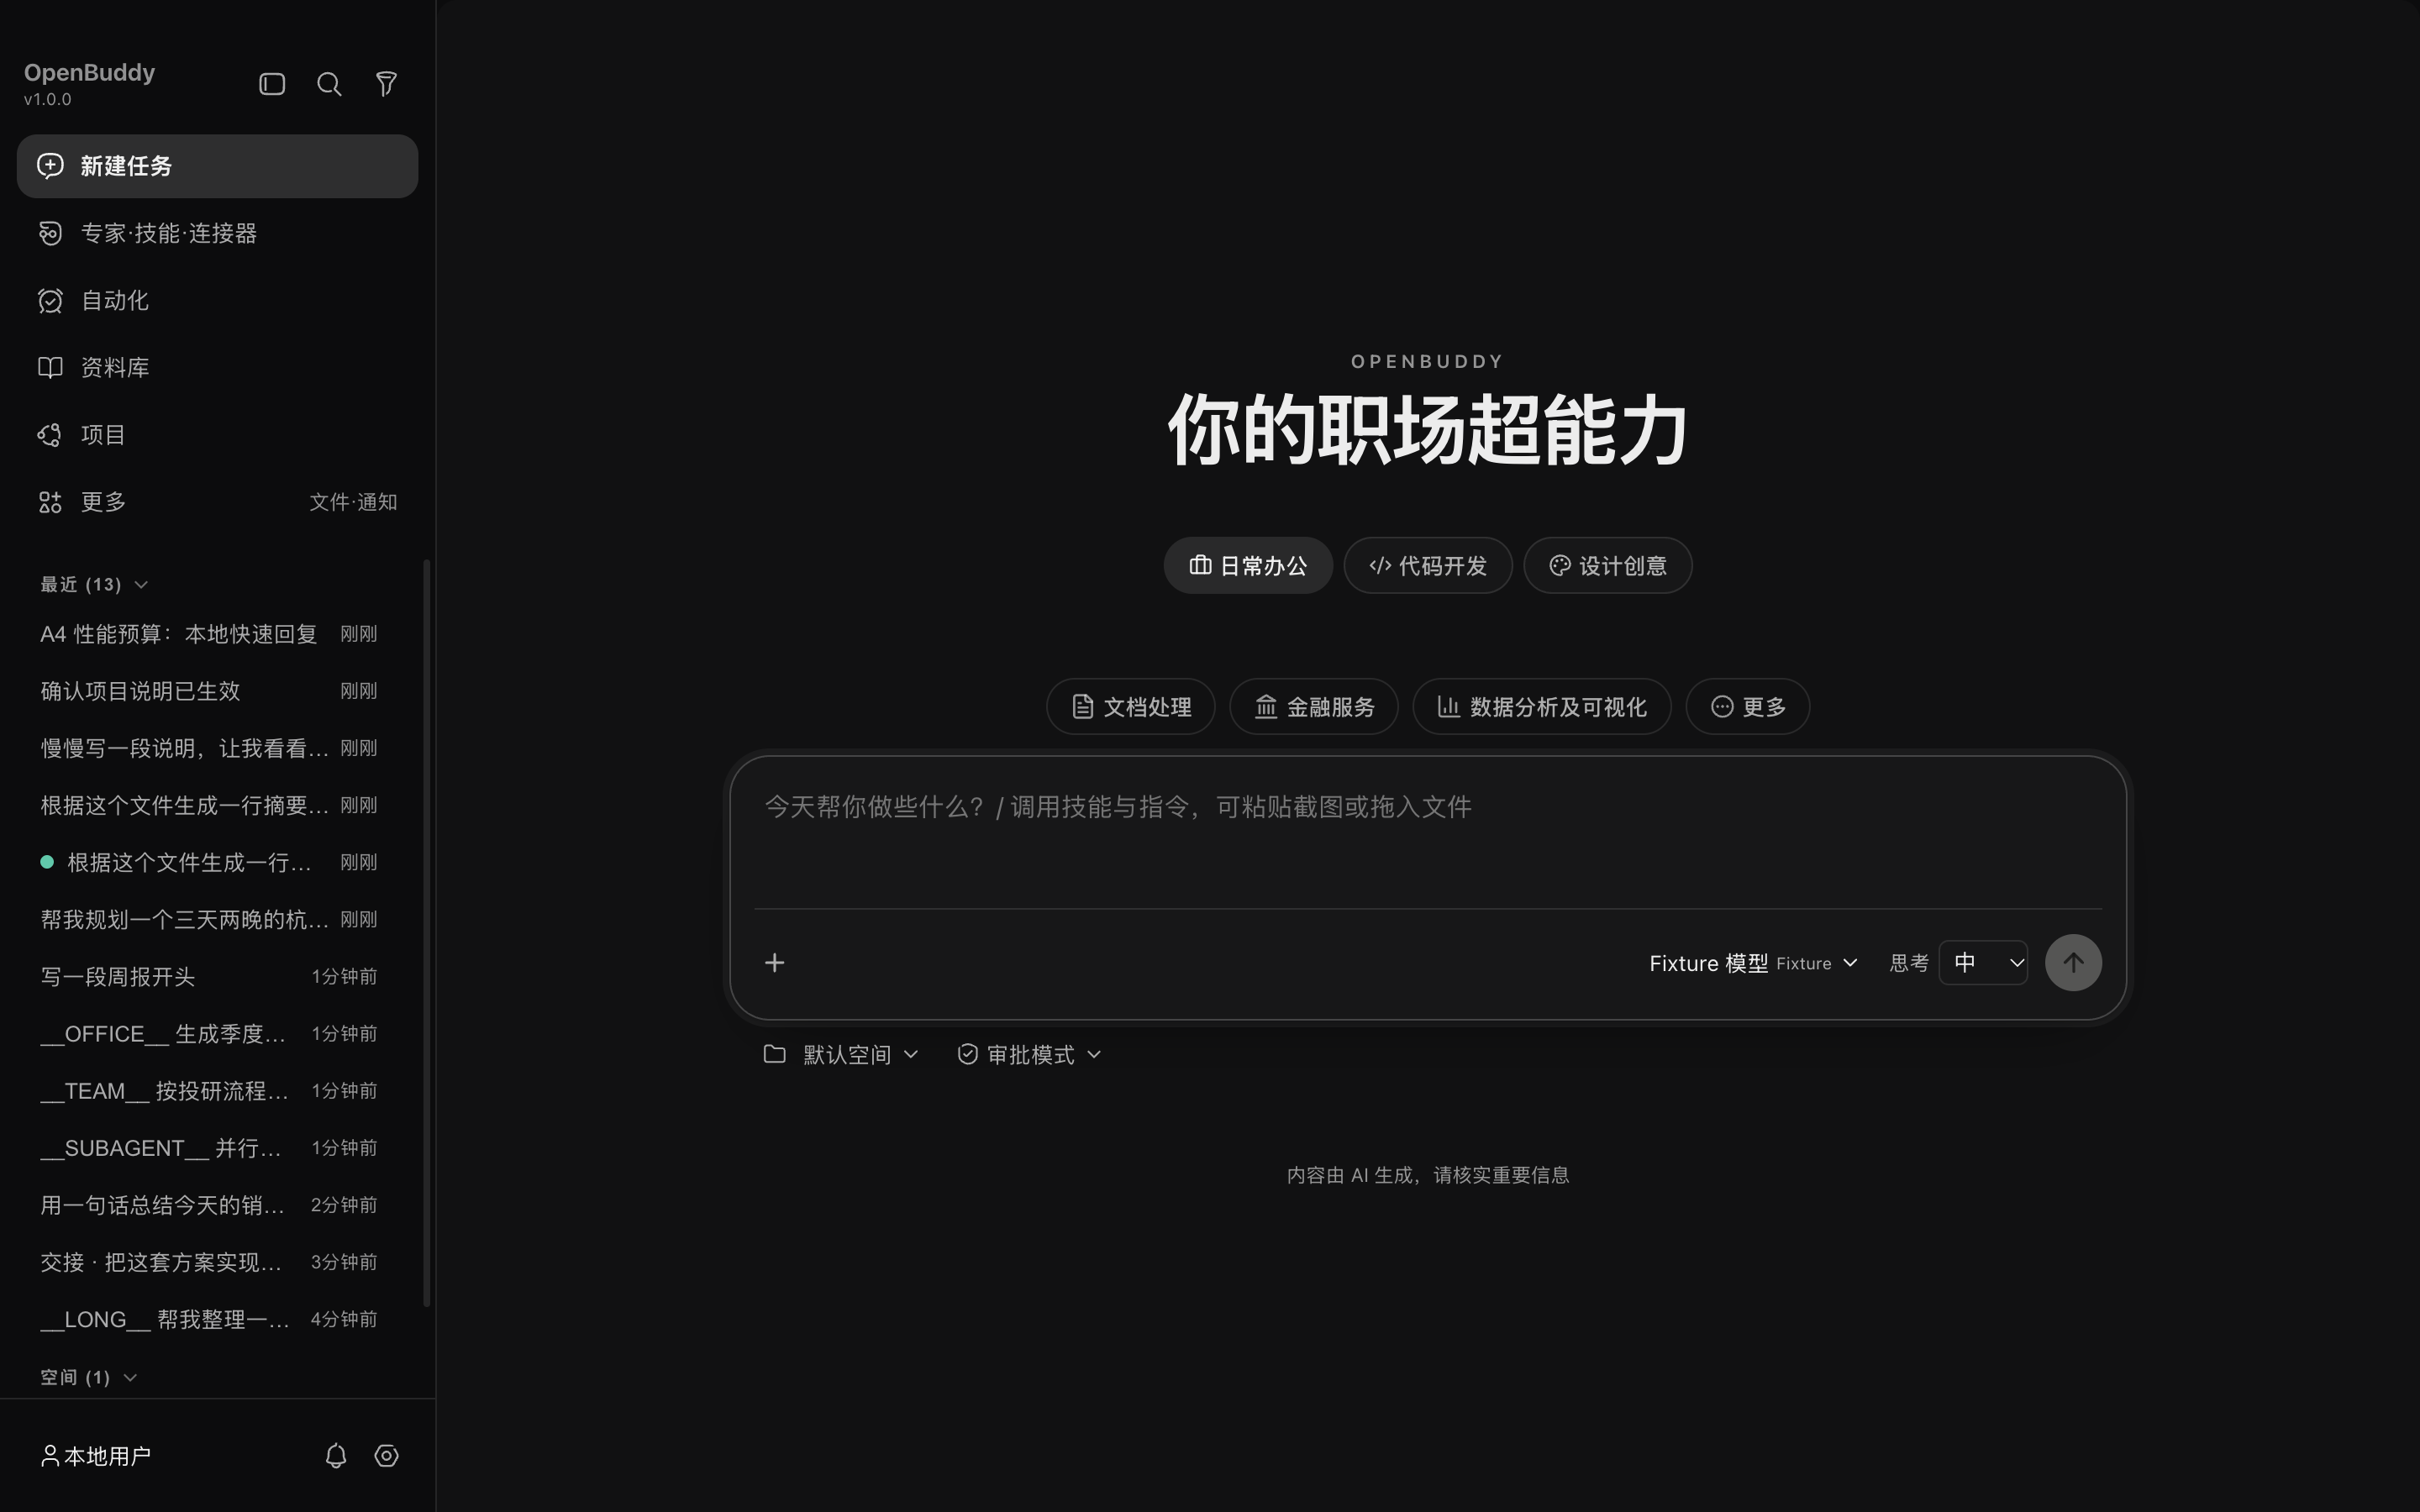 OpenBuddy
v1.0.0
新建任务
专家·技能·连接器
自动化
资料库
项目
更多 文件·通知
最近 (13)
A4 性能预算：本地快速回复 刚刚
确认项目说明已生效 刚刚
慢慢写一段说明，让我看看... 刚刚
根据这个文件生成一行摘要... 刚刚
根据这个文件生成一行... 刚刚
帮我规划一个三天两晚的杭... 刚刚
写一段周报开头 1分钟前
__OFFICE__ 生成季度... 1分钟前
__TEAM__ 按投研流程... 1分钟前
__SUBAGENT__ 并行... 1分钟前
用一句话总结今天的销... 2分钟前
交接 · 把这套方案实现... 3分钟前
__LONG__ 帮我整理一... 4分钟前
空间 (1)
本地用户
OPENBUDDY
你的职场超能力
日常办公 代码开发 设计创意
文档处理 金融服务 数据分析及可视化 更多
今天帮你做些什么？/ 调用技能与指令，可粘贴截图或拖入文件
Fixture 模型 Fixture 思考 中
默认空间 审批模式
内容由 AI 生成，请核实重要信息